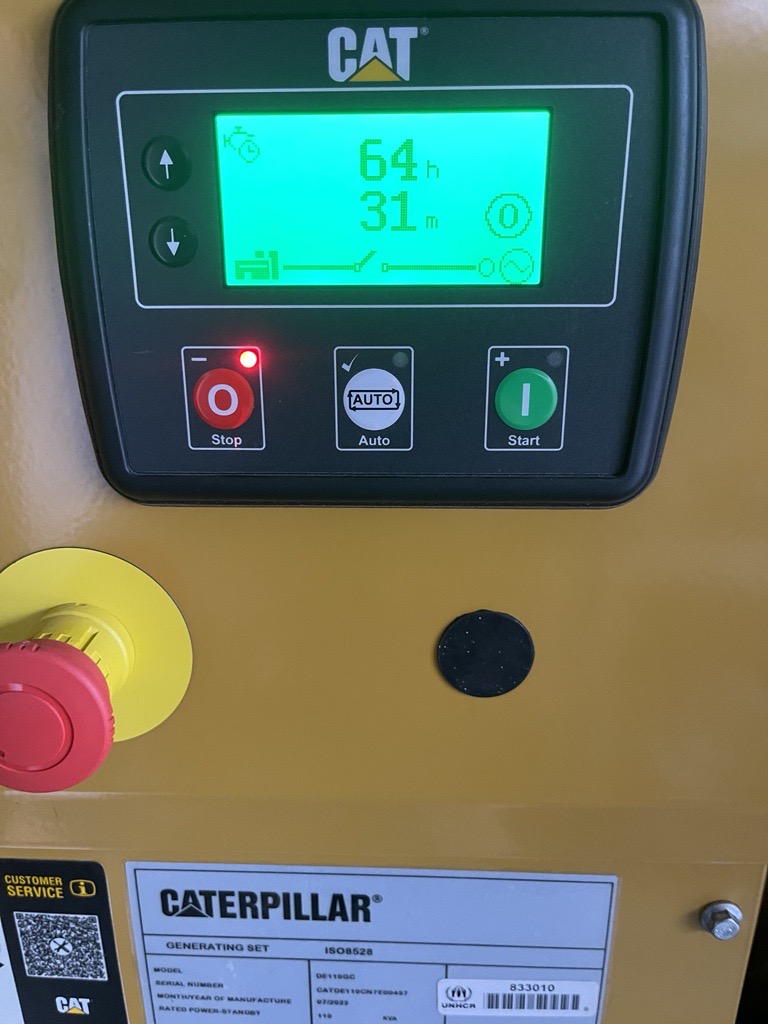 CAT®
64 h
31 m
0
O
Stop
AUTO
Auto
I
Start
CUSTOMER
SERVICE
CAT
CATERPILLAR®
GENERATING SET ISO8528
MODEL DE110GC
SERIAL NUMBER
MONTH/YEAR OF MANUFACTURE 07/2023
RATED POWER-STANDBY 110 KVA
UNHCR
833010